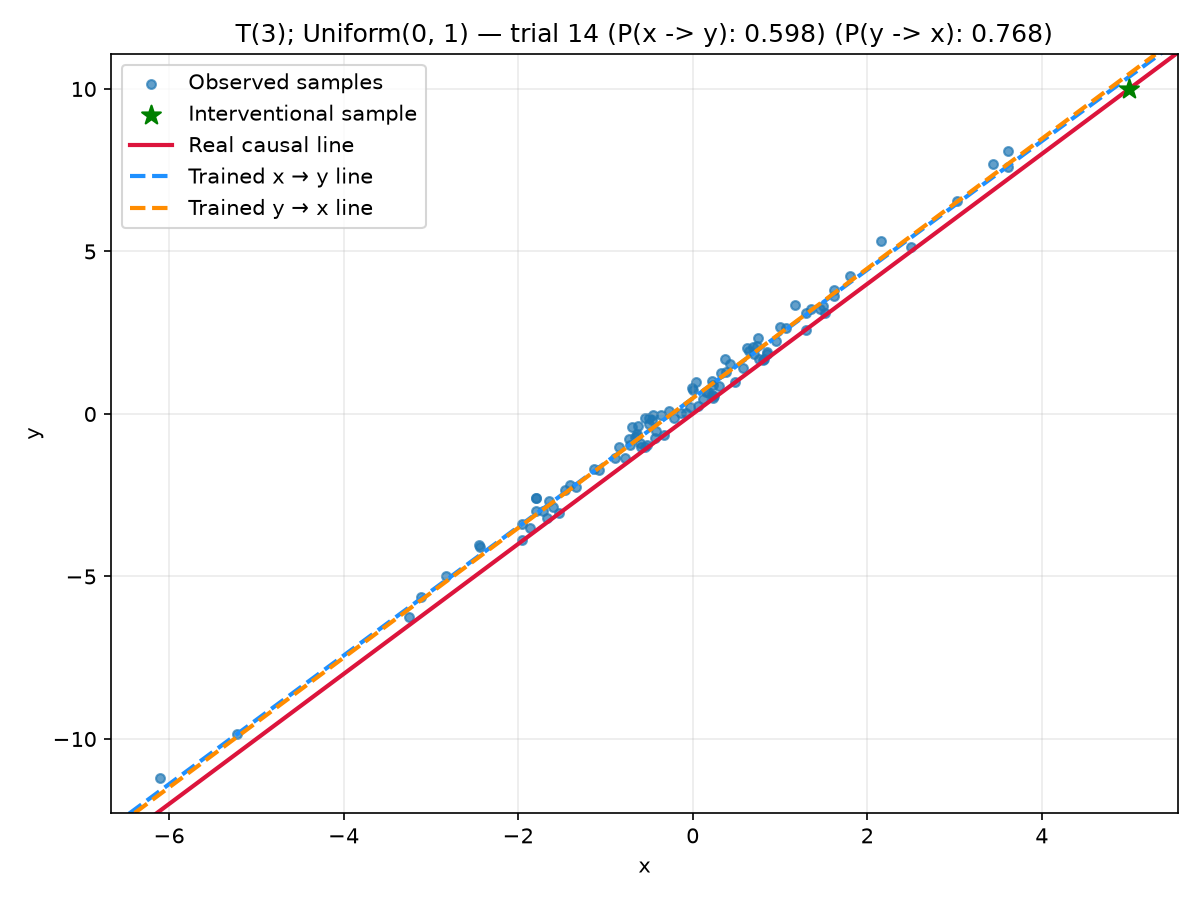 T(3); Uniform(0, 1) — trial 14 (P(x -> y): 0.598) (P(y -> x): 0.768)
Observed samples
Interventional sample
Real causal line
Trained x → y line
Trained y → x line
10
5
0
−5
−10
y
−6
−4
−2
0
2
4
x